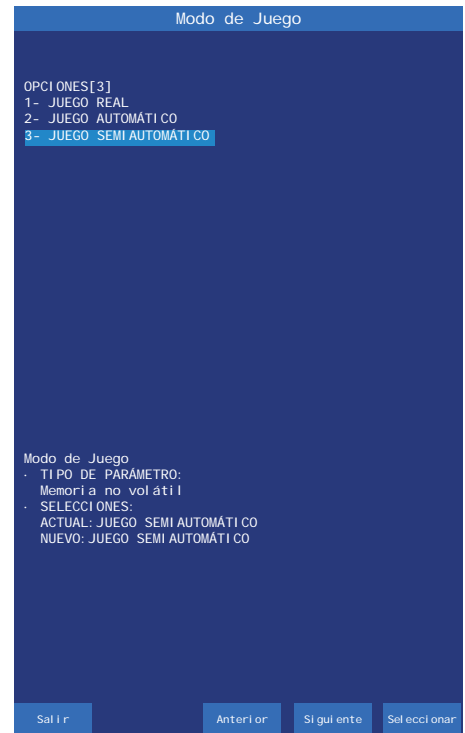 Modo de Juego
OPCIONES[3]
1- JUEGO REAL
2- JUEGO AUTOMÁTICO
3- JUEGO SEMIAUTOMÁTICO
Modo de Juego
· TIPO DE PARÁMETRO:
Memoria no volátil
· SELECCIONES:
ACTUAL:JUEGO SEMIAUTOMÁTICO
NUEVO:JUEGO SEMIAUTOMÁTICO
Salir Anterior Siguiente Seleccionar